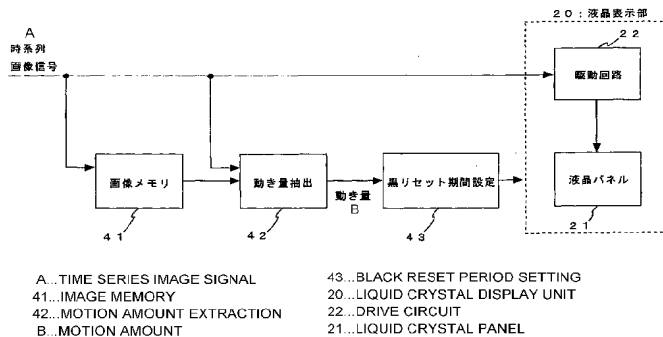 20:液晶表示部
A
時系列
画像信号
22
駆動回路
画像メモリ
動き量抽出
動き量
B
黒リセット期間設定
液晶パネル
41
42
43
21
A...TIME SERIES IMAGE SIGNAL
41...IMAGE MEMORY
42...MOTION AMOUNT EXTRACTION
B...MOTION AMOUNT
43...BLACK RESET PERIOD SETTING
20...LIQUID CRYSTAL DISPLAY UNIT
22...DRIVE CIRCUIT
21...LIQUID CRYSTAL PANEL